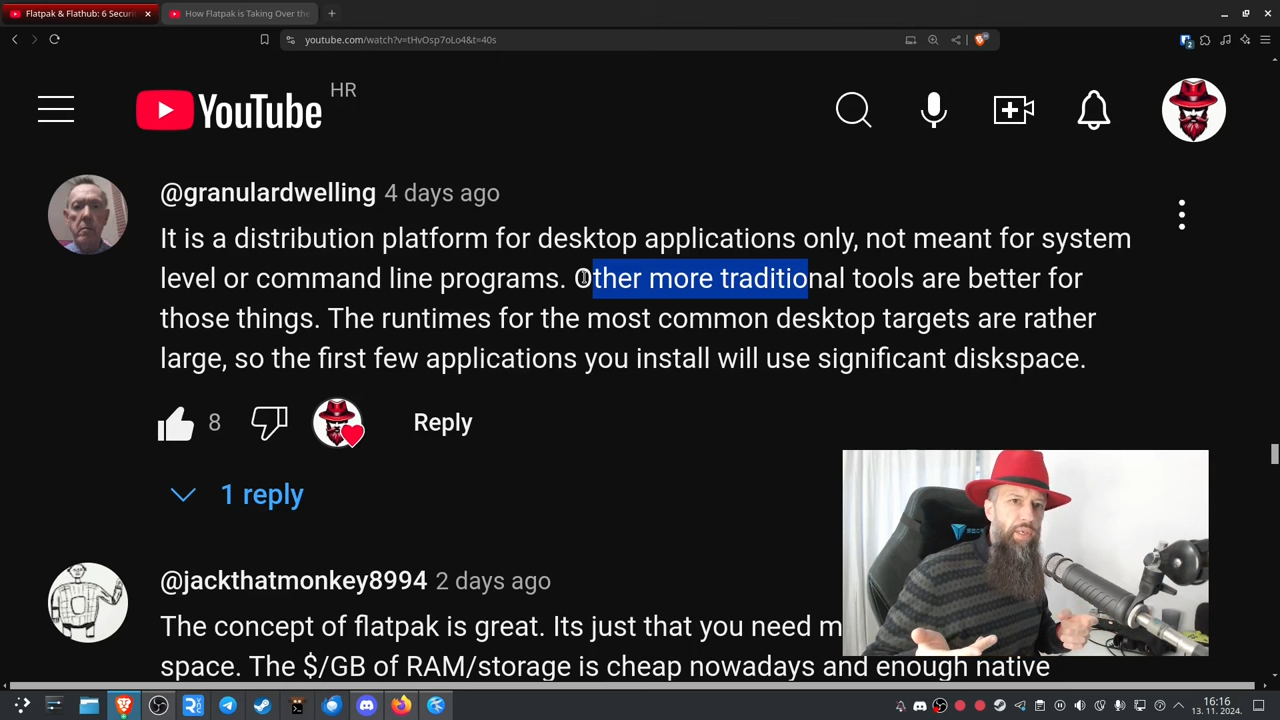 Flatpak & Flathub: 6 Securi
How Flatpak is Taking Over the
youtube.com/watch?v=tHvOsp7oLo4&t=40s
2
YouTube HR
@granulardwelling 4 days ago
It is a distribution platform for desktop applications only, not meant for system
level or command line programs. Other more traditional tools are better for
those things. The runtimes for the most common desktop targets are rather
large, so the first few applications you install will use significant diskspace.
8 Reply
1 reply
@jackthatmonkey8994 2 days ago
The concept of flatpak is great. Its just that you need m
space. The $/GB of RAM/storage is cheap nowadays and enough native
16:16
13. 11. 2024.